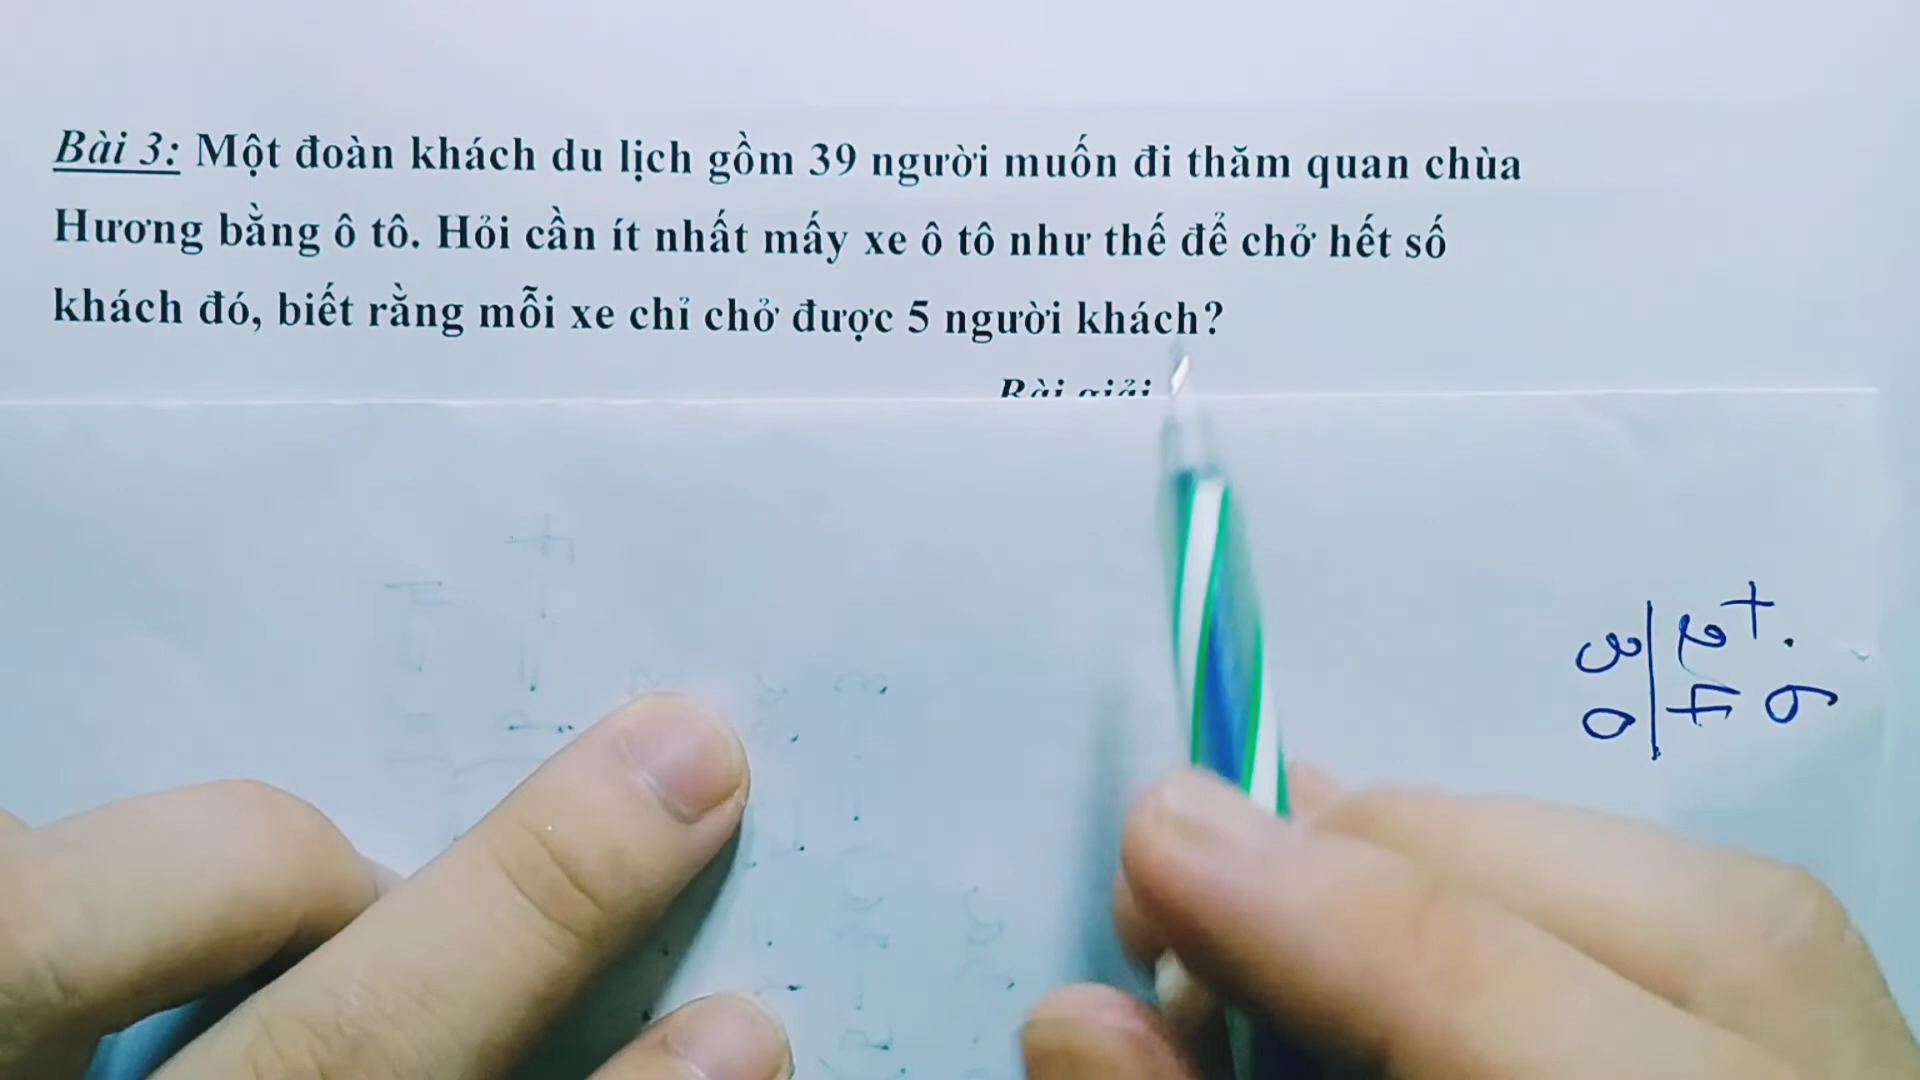 Bài 3: Một đoàn khách du lịch gồm 39 người muốn đi thăm quan chùa
Hương bằng ô tô. Hỏi cần ít nhất mấy xe ô tô như thế để chở hết số
khách đó, biết rằng mỗi xe chỉ chở được 5 người khách?
Bài giải